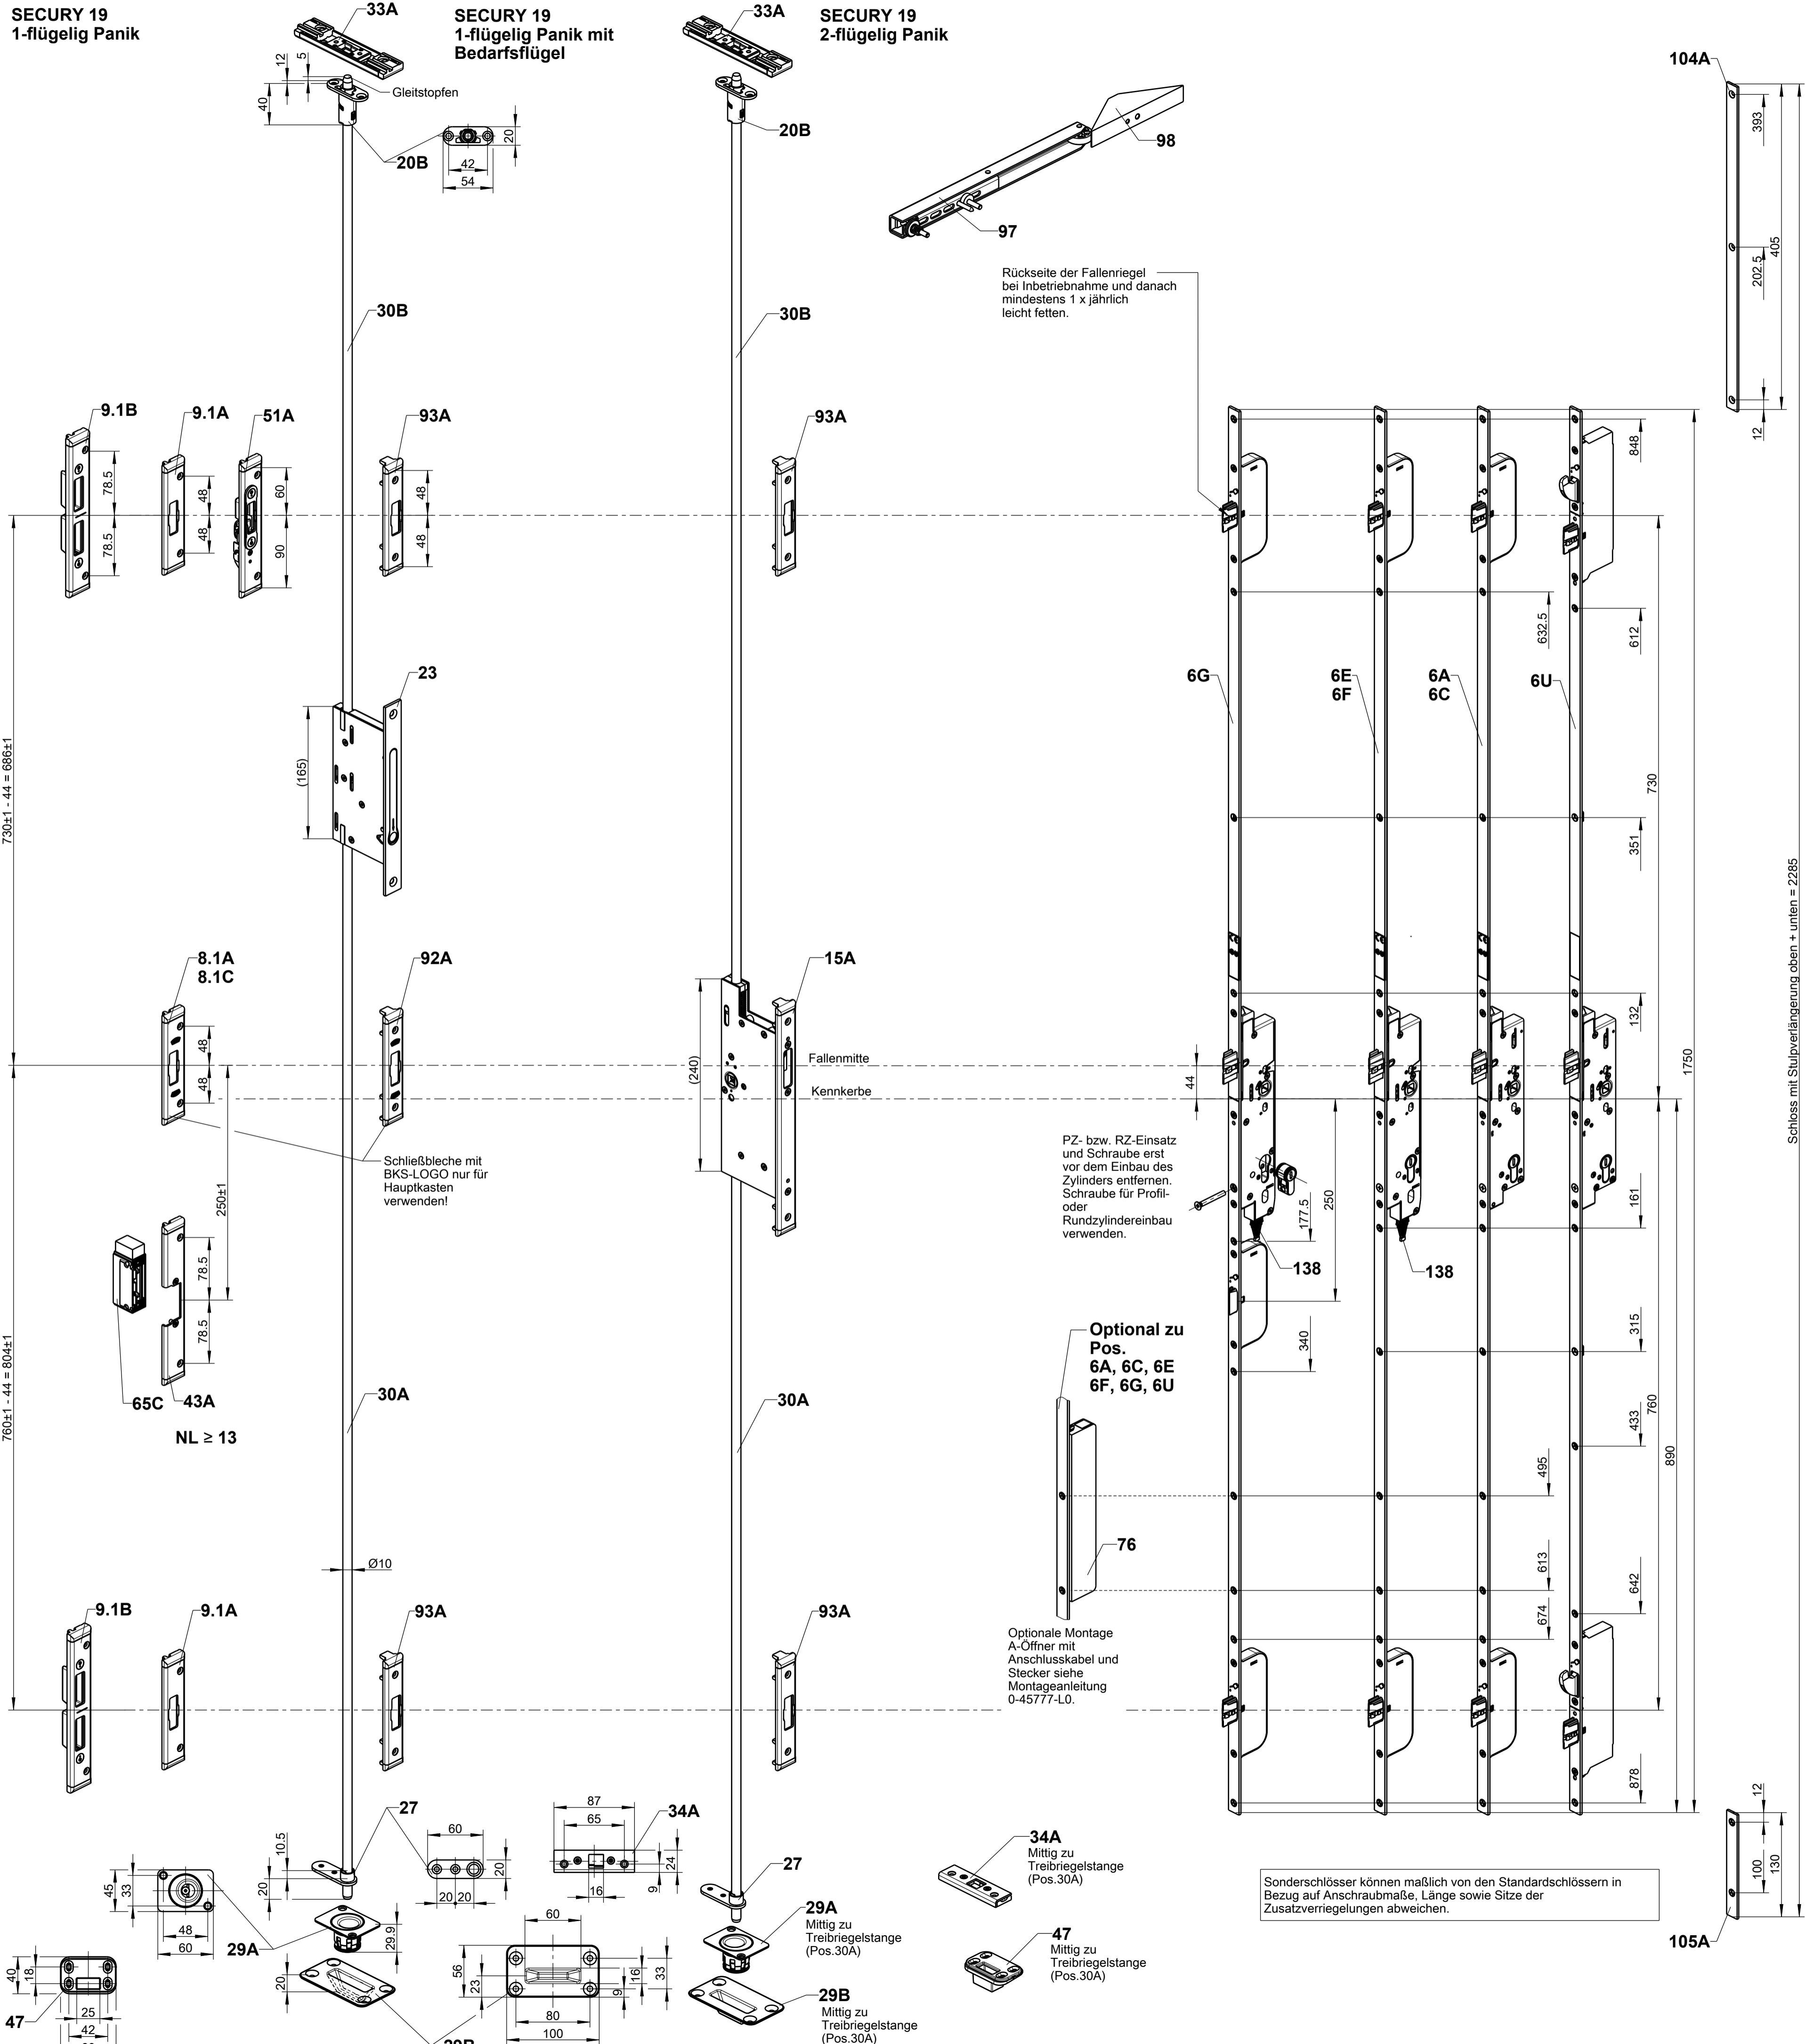 SECURY 19
1-flügelig Panik
33A
SECURY 19
1-flügelig Panik mit
Bedarfsflügel
33A
SECURY 19
2-flügelig Panik
104A
12
5
40
Gleitstopfen
20B
20
42
54
20B
98
97
393
405
202.5
12
Rückseite der Fallenriegel
bei Inbetriebnahme und danach
mindestens 1 x jährlich
leicht fetten.
30B
30B
9.1B
9.1A
51A
93A
93A
78.5
78.5
48
48
60
90
48
48
848
632.5
612
23
(165)
6G
6E
6F
6A
6C
6U
730±1 - 44 = 686±1
730
351
Schloss mit Stulpverlängerung oben + unten = 2285
8.1A
8.1C
92A
15A
48
48
(240)
Fallenmitte
Kennkerbe
44
132
1750
Schließbleche mit
BKS-LOGO nur für
Hauptkasten
verwenden!
250±1
PZ- bzw. RZ-Einsatz
und Schraube erst
vor dem Einbau des
Zylinders entfernen.
Schraube für Profil-
oder
Rundzylindereinbau
verwenden.
177.5
250
161
138
138
78.5
78.5
65C
43A
NL ≥ 13
760±1 - 44 = 804±1
30A
30A
Optional zu
Pos.
6A, 6C, 6E
6F, 6G, 6U
340
315
760
890
433
495
76
613
642
674
Ø10
9.1B
9.1A
93A
93A
Optionale Montage
A-Öffner mit
Anschlusskabel und
Stecker siehe
Montageanleitung
0-45777-L0.
878
12
100
130
105A
27
10.5
20
60
20
20
20
87
65
34A
24
9
16
27
34A
Mittig zu
Treibriegelstange
(Pos.30A)
45
33
48
60
29A
29.9
20
60
56
23
16
9
33
80
100
29A
Mittig zu
Treibriegelstange
(Pos.30A)
29B
Mittig zu
Treibriegelstange
(Pos.30A)
47
Mittig zu
Treibriegelstange
(Pos.30A)
Sonderschlösser können maßlich von den Standardschlössern in
Bezug auf Anschraubmaße, Länge sowie Sitze der
Zusatzverriegelungen abweichen.
40
18
25
42
47